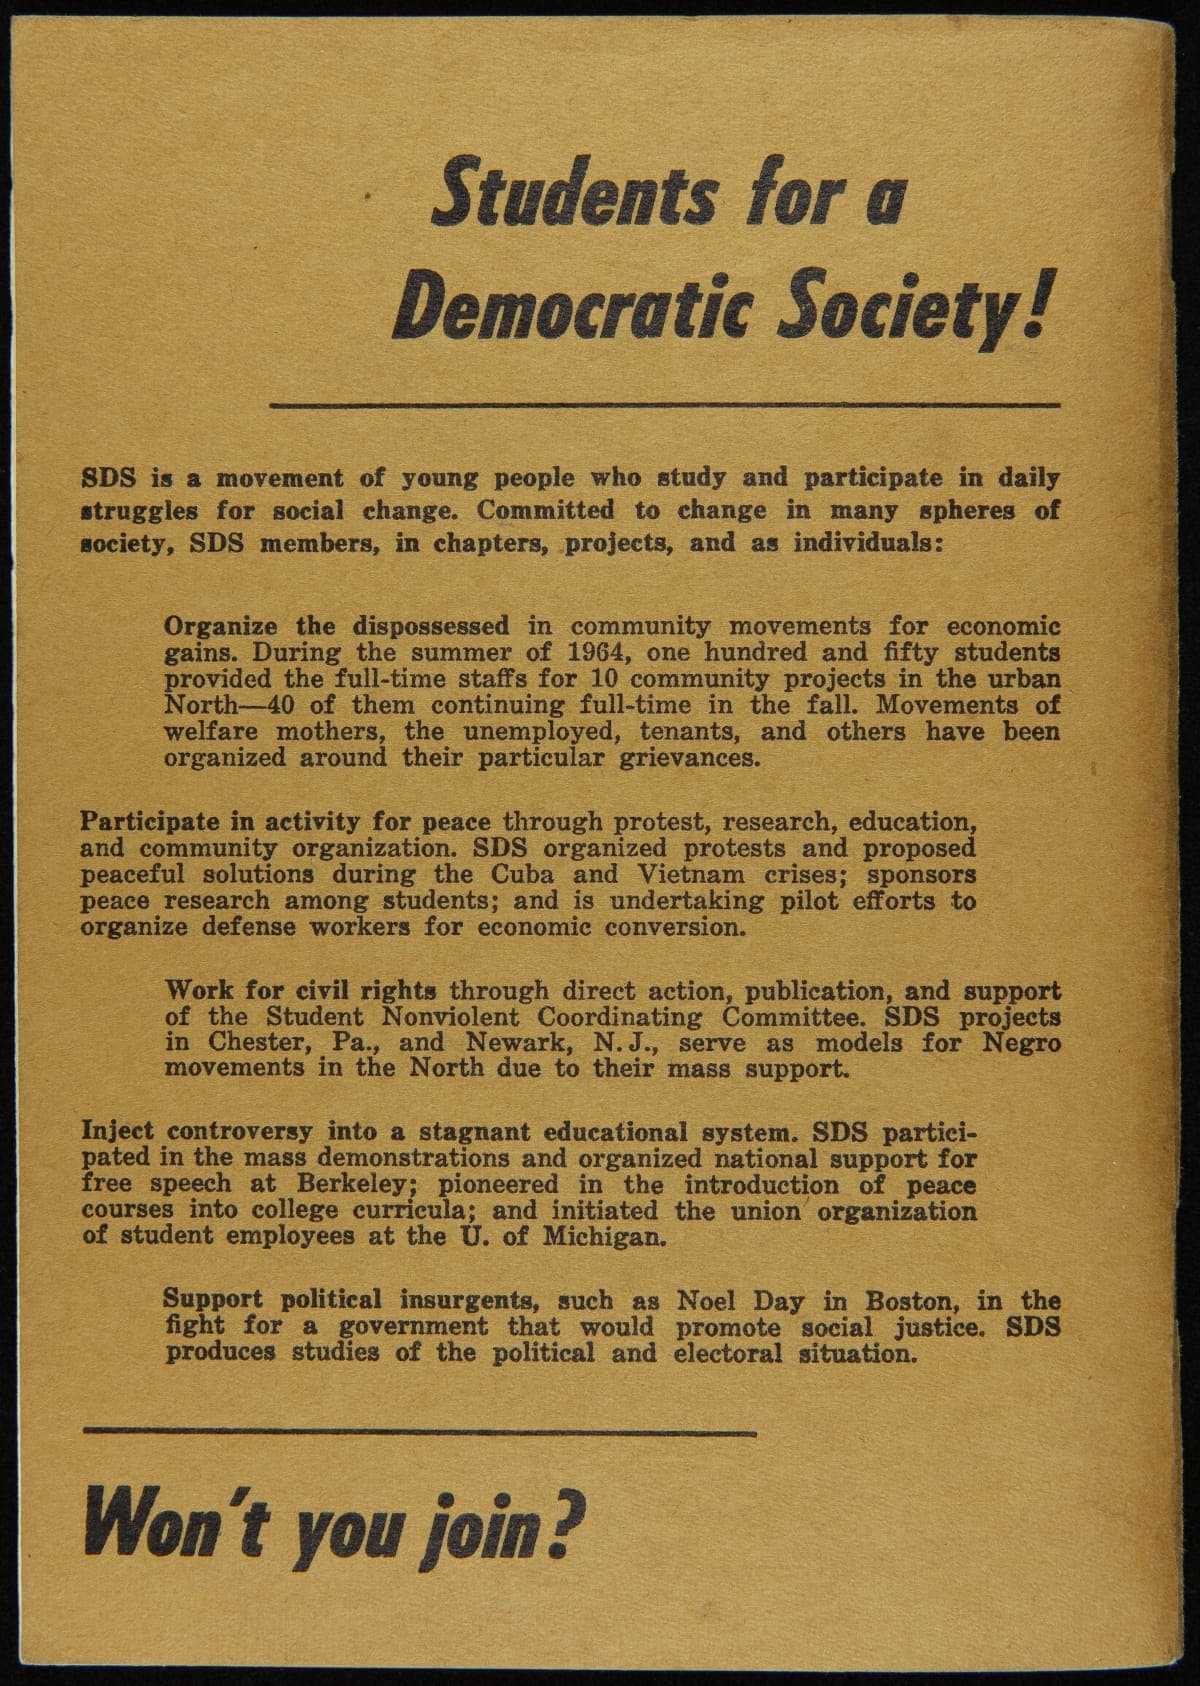 Students for a
Democratic Society!
SDS is a movement of young people who study and participate in daily
struggles for social change. Committed to change in many spheres of
society, SDS members, in chapters, projects, and as individuals:
Organize the dispossessed in community movements for economic
gains. During the summer of 1964, one hundred and fifty students
provided the full-time staffs for 10 community projects in the urban
North—40 of them continuing full-time in the fall. Movements of
welfare mothers, the unemployed, tenants, and others have been
organized around their particular grievances.
Participate in activity for peace through protest, research, education,
and community organization. SDS organized protests and proposed
peaceful solutions during the Cuba and Vietnam crises; sponsors
peace research among students; and is undertaking pilot efforts to
organize defense workers for economic conversion.
Work for civil rights through direct action, publication, and support
of the Student Nonviolent Coordinating Committee. SDS projects
in Chester, Pa., and Newark, N. J., serve as models for Negro
movements in the North due to their mass support.
Inject controversy into a stagnant educational system. SDS partici-
pated in the mass demonstrations and organized national support for
free speech at Berkeley; pioneered in the introduction of peace
courses into college curricula; and initiated the union organization
of student employees at the U. of Michigan.
Support political insurgents, such as Noel Day in Boston, in the
fight for a government that would promote social justice. SDS
produces studies of the political and electoral situation.
Won't you join?